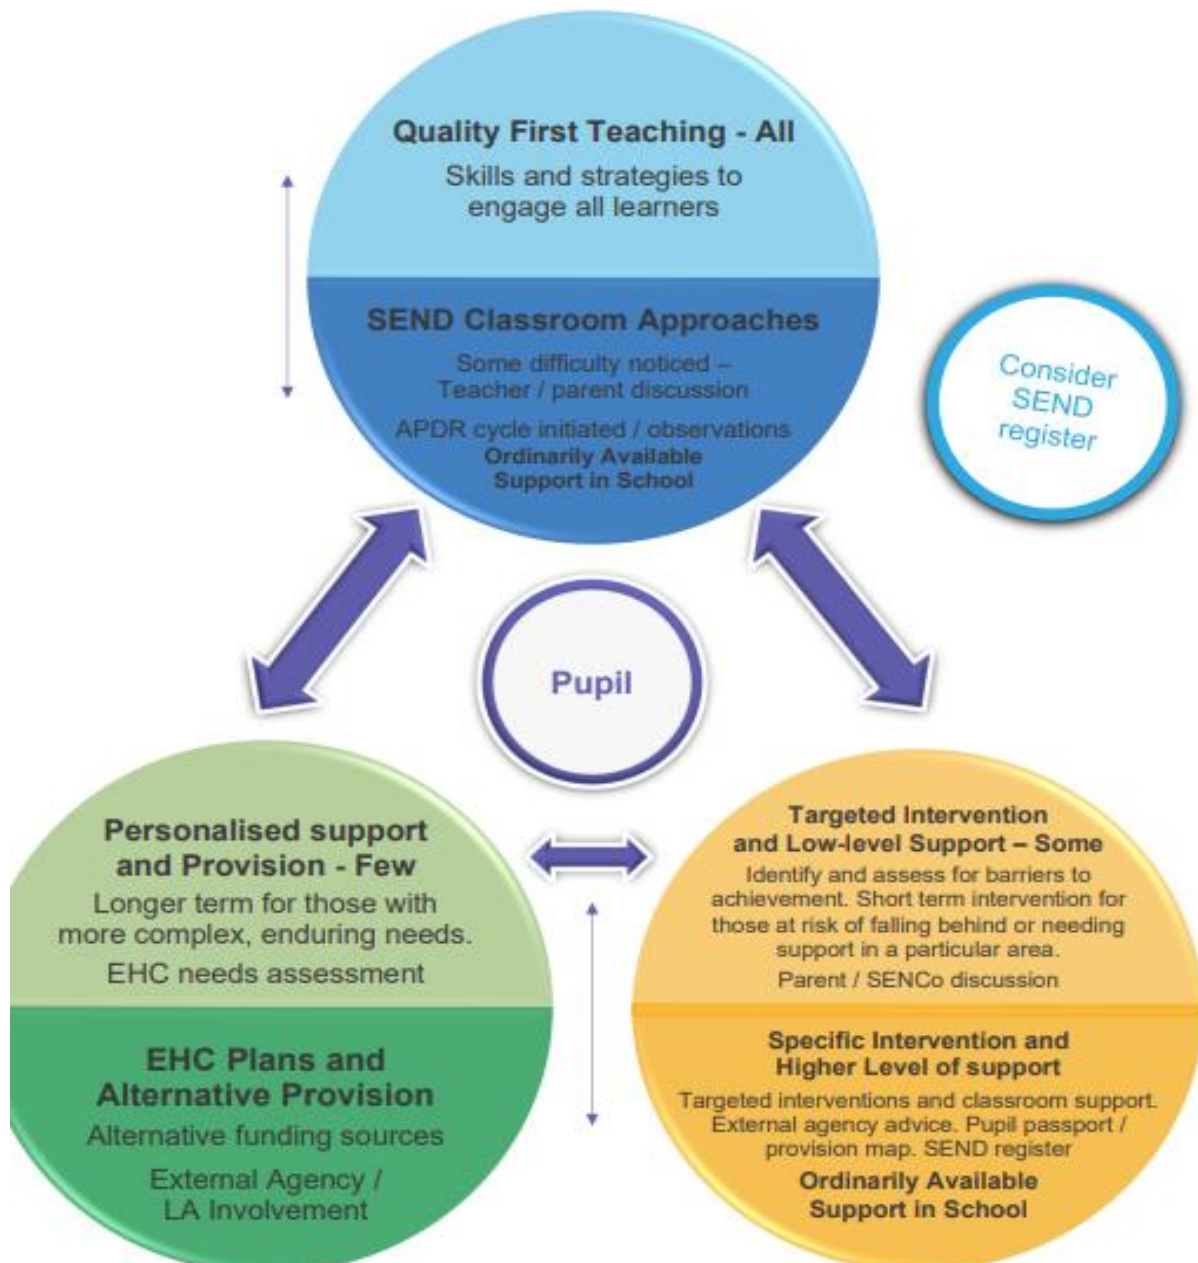 Quality First Teaching - All
Skills and strategies to
engage all learners
SEND Classroom Approaches
Some difficulty noticed –
Teacher / parent discussion
APDR cycle initiated / observations
Ordinarily Available
Support in School
Consider
SEND
register
Pupil
Personalised support
and Provision - Few
Longer term for those with
more complex, enduring needs.
EHC needs assessment
EHC Plans and
Alternative Provision
Alternative funding sources
External Agency /
LA Involvement
Targeted Intervention
and Low-level Support – Some
Identify and assess for barriers to
achievement. Short term intervention for
those at risk of falling behind or needing
support in a particular area.
Parent / SENCo discussion
Specific Intervention and
Higher Level of support
Targeted interventions and classroom support.
External agency advice. Pupil passport /
provision map. SEND register
Ordinarily Available
Support in School